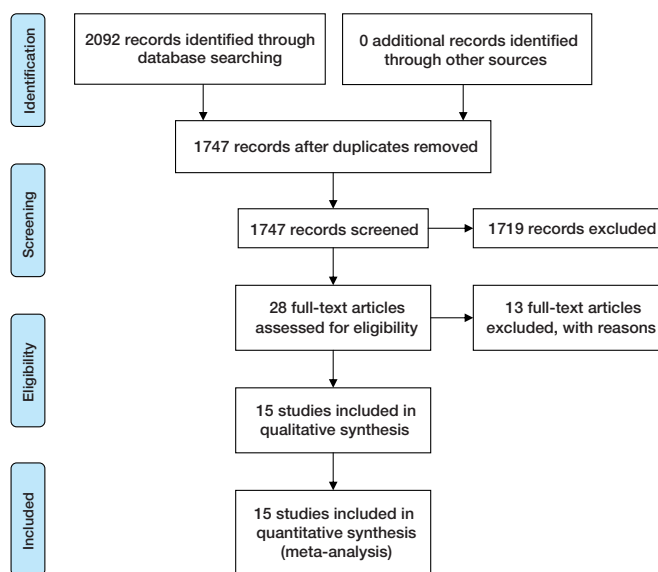 Identification
2092 records identified through
database searching
0 additional records identified
through other sources
1747 records after duplicates removed
Screening
1747 records screened
1719 records excluded
Eligibility
28 full-text articles
assessed for eligibility
13 full-text articles
excluded, with reasons
15 studies included in
qualitative synthesis
Included
15 studies included in
quantitative synthesis
(meta-analysis)